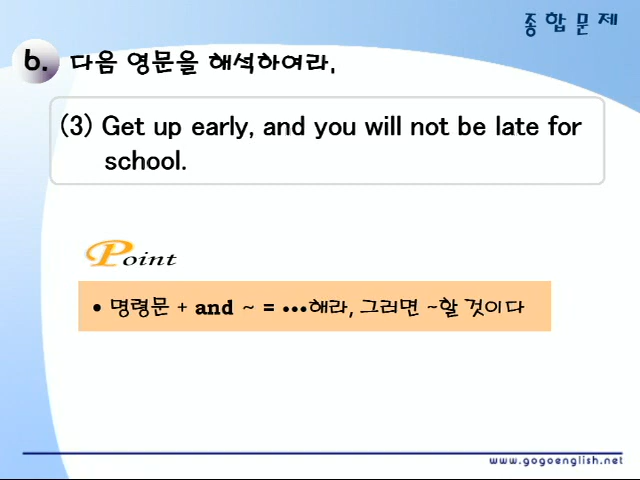 종합문제
b. 다음 영문을 해석하여라.
(3) Get up early, and you will not be late for
school.
Point
• 명령문 + and ~ = •••해라, 그러면 ~할 것이다
www.gogoenglish.net